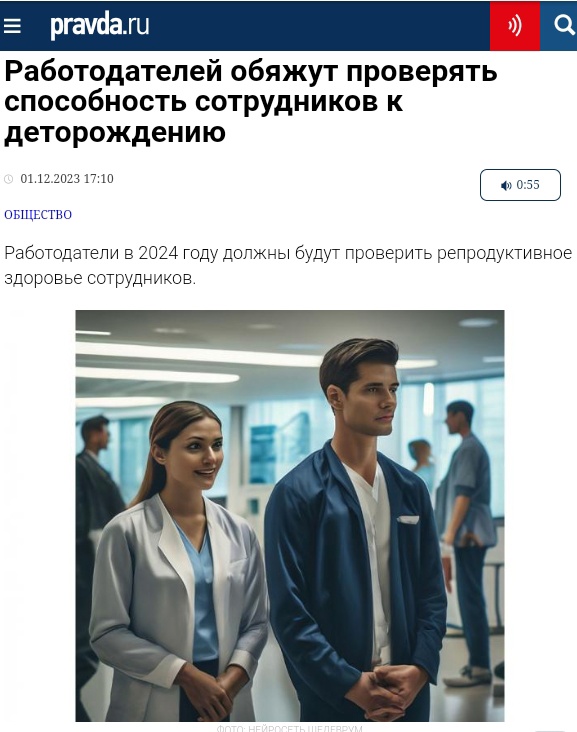 pravda.ru
Работодателей обяжут проверять
способность сотрудников к
деторождению
01.12.2023 17:10
0:55
ОБЩЕСТВО
Работодатели в 2024 году должны будут проверить репродуктивное
здоровье сотрудников.
ФОТО: НЕЙРОСЕТЬ ШЕДЕВРУМ